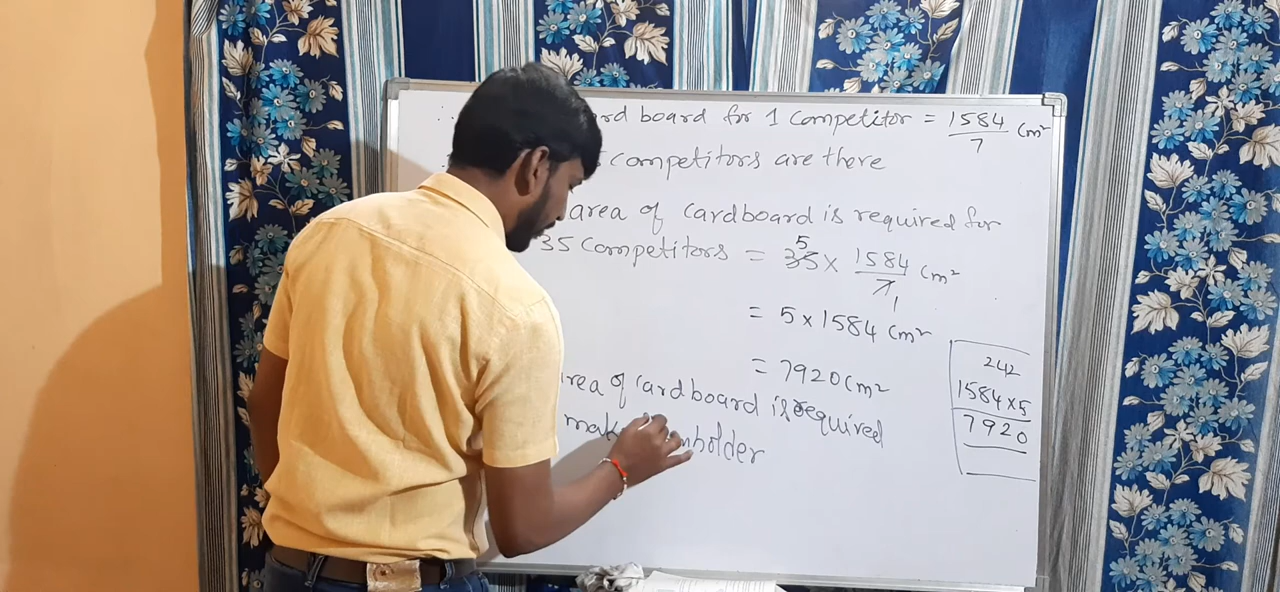 rd board for 1 Competitor = 1584/7 cm²
competitors are there
area of cardboard is required for
35 Competitors = 35 5 × 1584/7 1 cm²
= 5 × 1584 cm²
= 7920 cm²
rea of cardboard is required
mak nholder
242
1584×5
7920